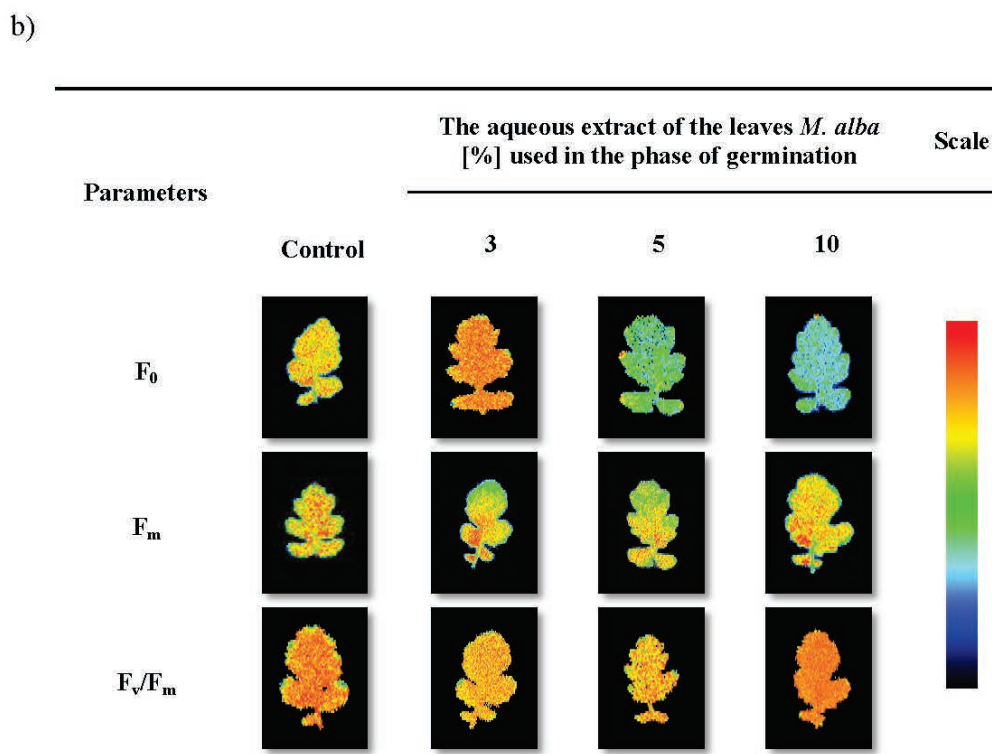 b)
The aqueous extract of the leaves M. alba
[%] used in the phase of germination
Scale
Parameters
Control
3
5
10
F₀
Fₘ
Fᵥ/Fₘ